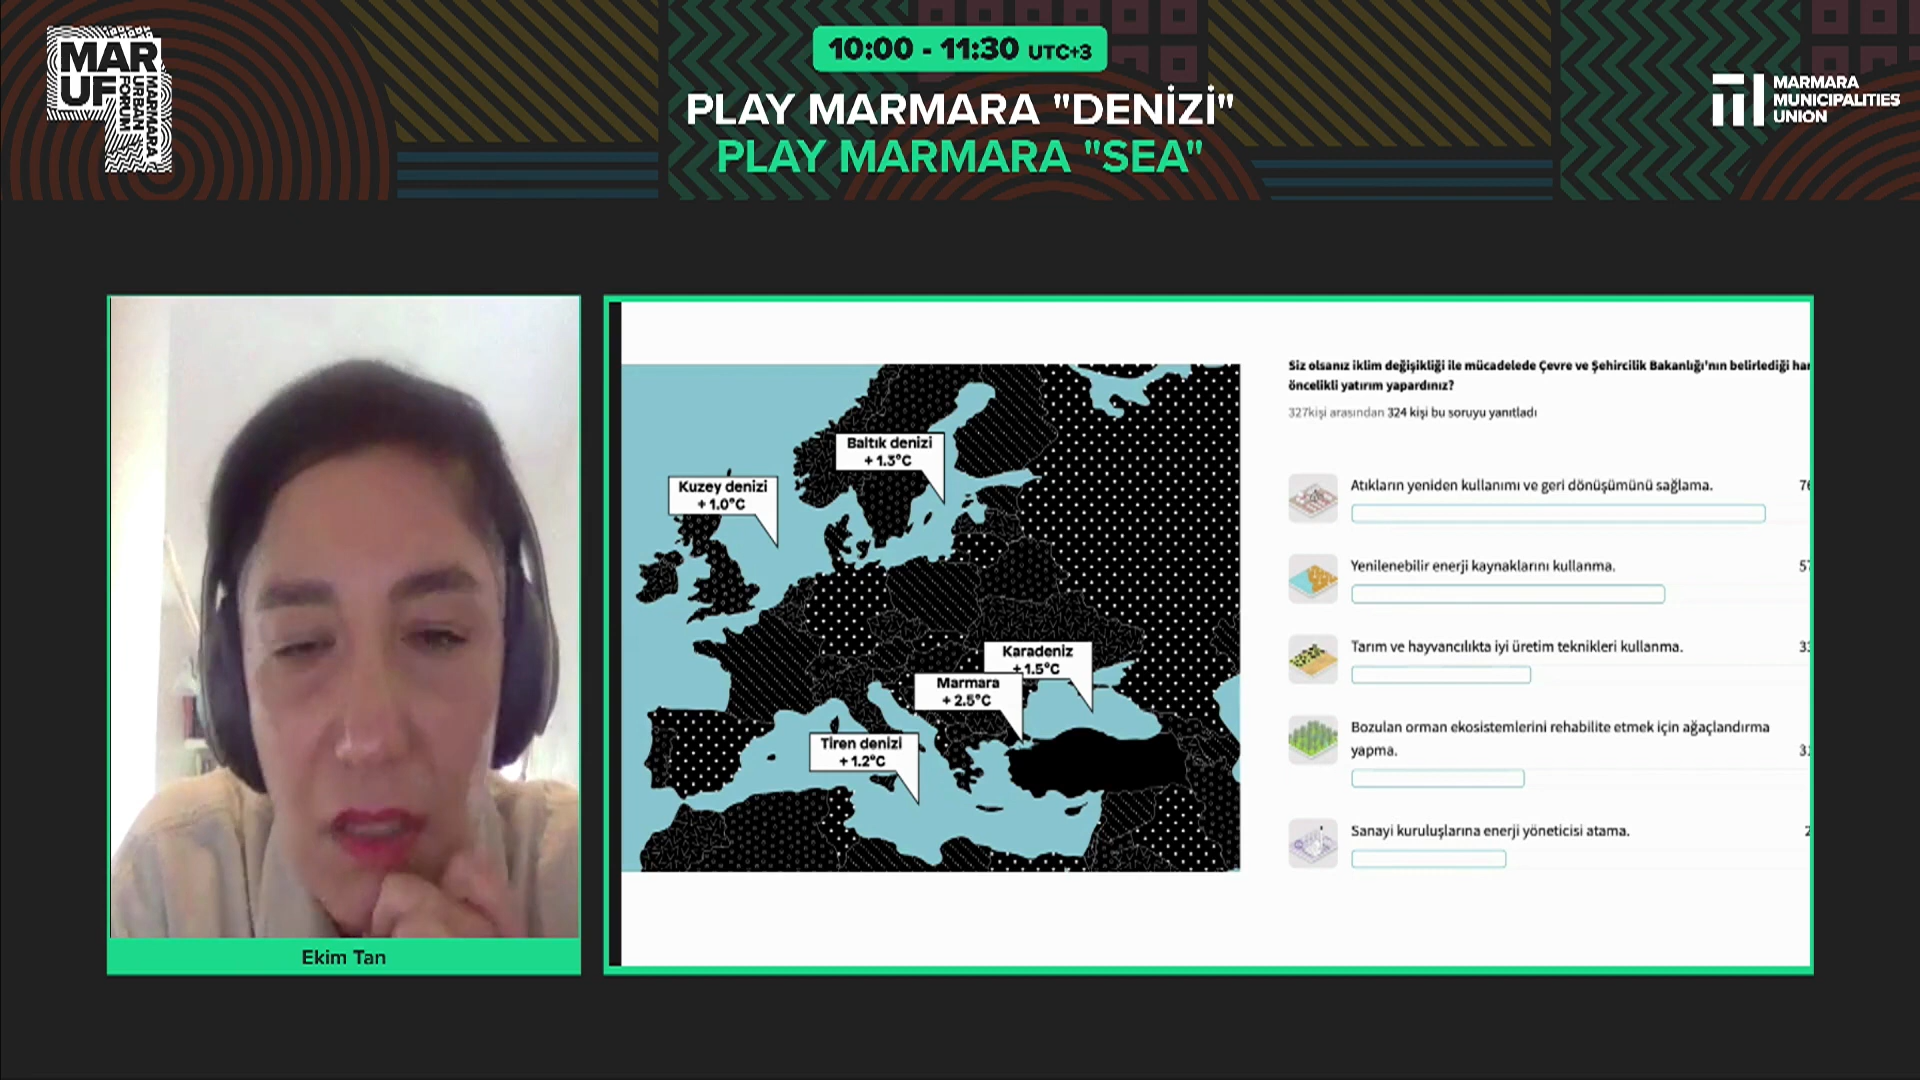 MAR
UF
MARMARA
URBAN
FORUM
10:00 - 11:30 UTC+3
PLAY MARMARA "DENİZİ"
PLAY MARMARA "SEA"
MARMARA
MUNICIPALITIES
UNION
Ekim Tan
Baltık denizi
+ 1.3°C
Kuzey denizi
+ 1.0°C
Karadeniz
+ 1.5°C
Marmara
+ 2.5°C
Tiren denizi
+ 1.2°C
Siz olsanız iklim değişikliği ile mücadelede Çevre ve Şehircilik Bakanlığı'nın belirlediği
öncelikli yatırım yapardınız?
327kişi arasından 324 kişi bu soruyu yanıtladı
Atıkların yeniden kullanımı ve geri dönüşümünü sağlama.
Yenilenebilir enerji kaynaklarını kullanma.
Tarım ve hayvancılıkta iyi üretim teknikleri kullanma.
Bozulan orman ekosistemlerini rehabilite etmek için ağaçlandırma
yapma.
Sanayi kuruluşlarına enerji yöneticisi atama.